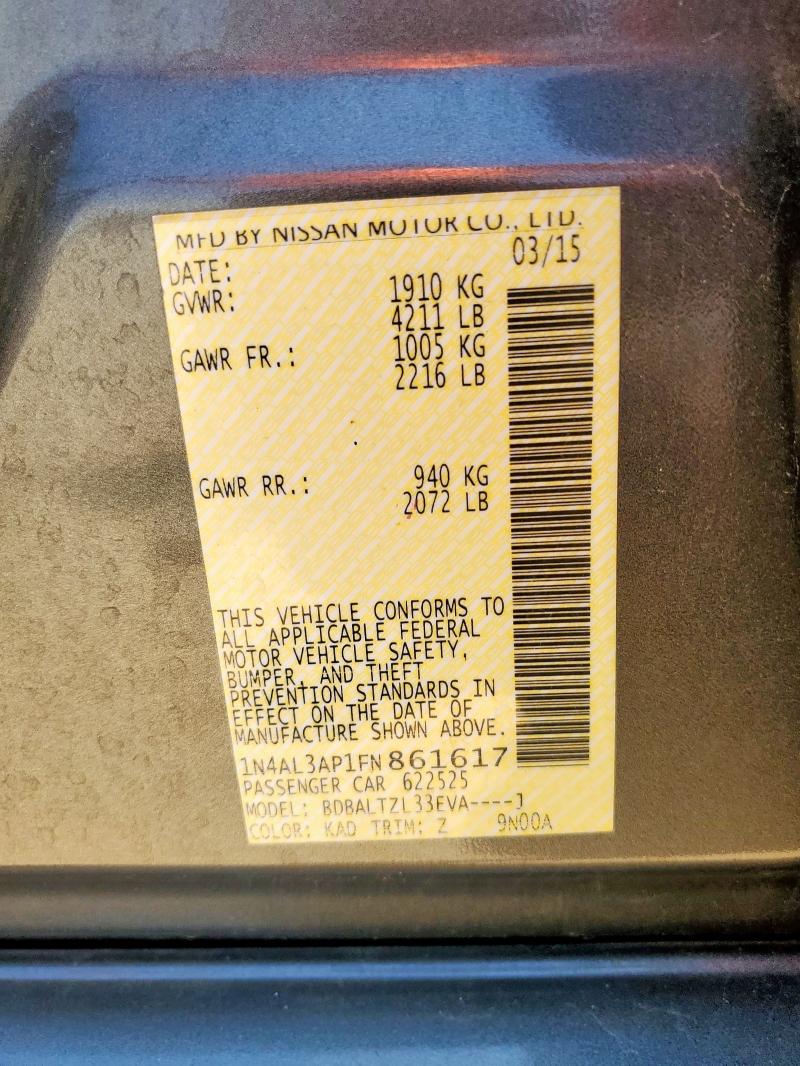 MFD BY NISSAN MOTOR CO., LTD.
DATE: 03/15
GVWR: 1910 KG
4211 LB
GAWR FR.: 1005 KG
2216 LB
GAWR RR.: 940 KG
2072 LB
THIS VEHICLE CONFORMS TO
ALL APPLICABLE FEDERAL
MOTOR VEHICLE SAFETY,
BUMPER, AND THEFT
PREVENTION STANDARDS IN
EFFECT ON THE DATE OF
MANUFACTURE SHOWN ABOVE.
1N4AL3AP1FN861617
PASSENGER CAR 622525
MODEL: BDBALTZL33EVA----J
COLOR: KAD TRIM: Z 9N00A